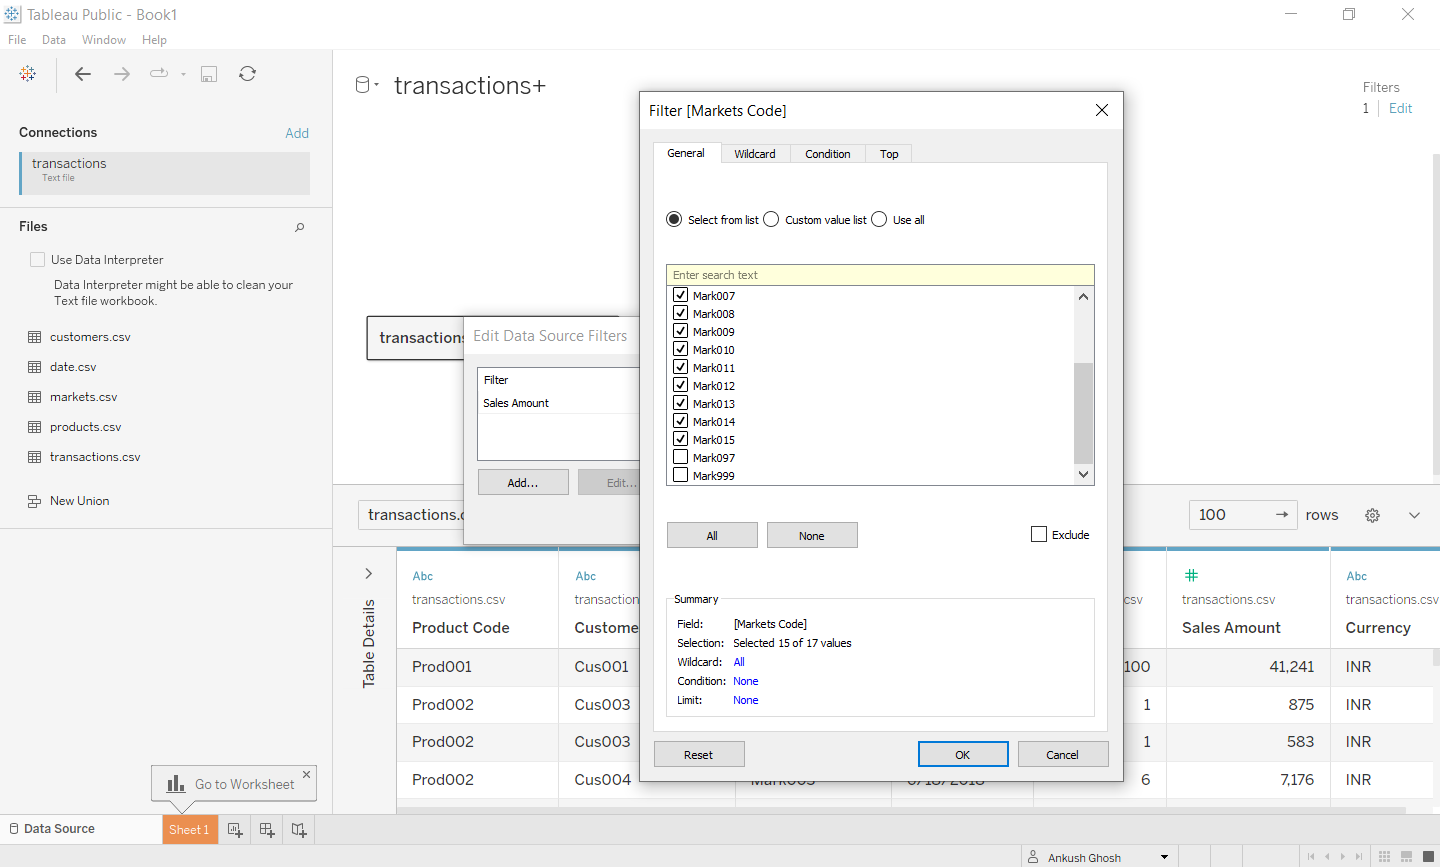 Tableau Public - Book1
File Data Window Help
Connections
Add
transactions
Text file
Files
Use Data Interpreter
Data Interpreter might be able to clean your
Text file workbook.
customers.csv
date.csv
markets.csv
products.csv
transactions.csv
New Union
Go to Worksheet
transactions+
Filters
1 Edit
transactions
Edit Data Source Filters
Filter
Sales Amount
Add...
Edit...
Filter [Markets Code]
General Wildcard Condition Top
Select from list Custom value list Use all
Enter search text
Mark007
Mark008
Mark009
Mark010
Mark011
Mark012
Mark013
Mark014
Mark015
Mark097
Mark999
All None Exclude
Summary
Field: [Markets Code]
Selection: Selected 15 of 17 values
Wildcard: All
Condition: None
Limit: None
Reset OK Cancel
transactions.c
100 rows
Table Details
Abc Abc # Abc
transactions.csv transaction csv transactions.csv transactions.cs
Product Code Custome Sales Amount Currency
Prod001 Cus001 100 41,241 INR
Prod002 Cus003 1 875 INR
Prod002 Cus003 1 583 INR
Prod002 Cus004 6 7,176 INR
Data Source Sheet 1
Ankush Ghosh